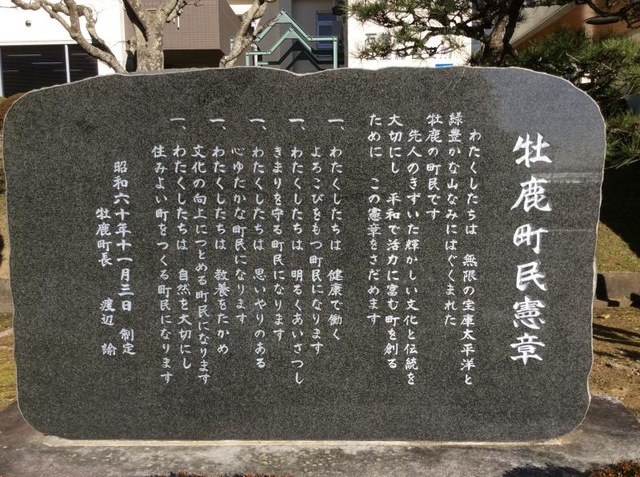 牡鹿町民憲章
わたくしたちは 無限の宝庫太平洋と
緑豊かな山なみにはぐくまれた
牡鹿の町民です
先人のきずいた輝かしい文化と伝統を
大切にし 平和で活力に富む町を創る
ために この憲章をさだめます
一、わたくしたちは 健康で働く
よろこびをもつ町民になります
一、わたくしたちは 明るくあいさつし
きまりを守る町民になります
一、わたくしたちは 思いやりのある
心ゆたかな町民になります
一、わたくしたちは 教養をたかめ
文化の向上につとめる町民になります
一、わたくしたちは 自然を大切にし
住みよい町をつくる町民になります
昭和六十年十一月三日 制定
牡鹿町長 渡辺 諭